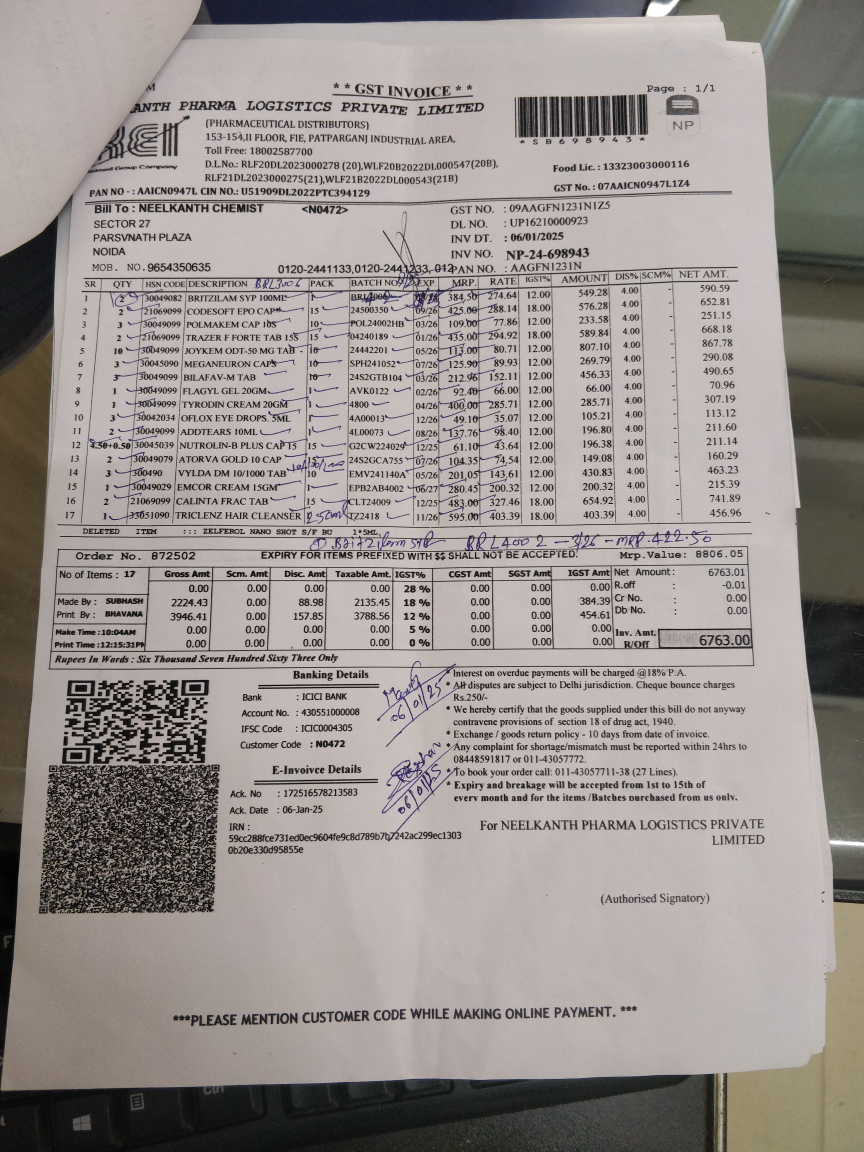 ** GST INVOICE **
Page : 1/1
ANTH PHARMA LOGISTICS PRIVATE LIMITED
(PHARMACEUTICAL DISTRIBUTORS)
153-154,II FLOOR, FIE, PATPARGANJ INDUSTRIAL AREA,
Toll Free: 18002587700
D.L.No.: RLF20DL2023000278 (20),WLF20B2022DL000547(20B),
RLF21DL2023000275(21),WLF21B2022DL000543(21B)
*SB698943*
NP
Food Lic. : 13323003000116
PAN NO - : AAICN0947L CIN NO.: U51909DL2022PTC394129
GST No. : 07AAICN0947L1Z4
Bill To : NEELKANTH CHEMIST <N0472>
SECTOR 27
PARSVNATH PLAZA
NOIDA
MOB. NO. 9654350635
0120-2441133,0120-2441233, 012
GST NO. : 09AAGFN1231N1Z5
DL NO. : UP16210000923
INV DT. : 06/01/2025
INV NO. NP-24-698943
PAN NO. : AAGFN1231N
SR QTY HSN CODE DESCRIPTION BRL3006 PACK BATCH NO. EXP. MRP. RATE IGST% AMOUNT DIS% SCM% NET AMT.
1 2 30049082 BRITZILAM SYP 100ML 1 384.50 274.64 12.00 549.28 4.00 - 590.59
2 2 21069099 CODESOFT EPO CAP 15 24500350 09/26 425.00 288.14 18.00 576.28 4.00 - 652.81
3 3 30049099 POLMAKEM CAP 10S 10 POL24002HB 03/26 109.00 77.86 12.00 233.58 4.00 - 251.15
4 2 21069099 TRAZER F FORTE TAB 15S 15 04240189 01/26 435.00 294.92 18.00 589.84 4.00 - 668.18
5 10 30049099 JOYKEM ODT-50 MG TAB 10 24442201 05/26 113.00 80.71 12.00 807.10 4.00 - 867.78
6 3 30045090 MEGANEURON CAPS 10 SPH241052 07/26 125.90 89.93 12.00 269.79 4.00 - 290.08
7 3 30049099 BILAFAV-M TAB 10 24S2GTB104 03/26 212.96 152.11 12.00 456.33 4.00 - 490.65
8 1 30049099 FLAGYL GEL 20GM 1 AVK0122 02/26 92.40 66.00 12.00 66.00 4.00 - 70.96
9 1 30049099 TYRODIN CREAM 20GM 1 4800 04/26 400.00 285.71 12.00 285.71 4.00 - 307.19
10 3 30042034 OFLOX EYE DROPS. 5ML 1 4A00013 12/26 49.10 35.07 12.00 105.21 4.00 - 113.12
11 2 30049099 ADDTEARS 10ML 1 4L00073 08/26 137.76 98.40 12.00 196.80 4.00 - 211.60
12 4.50+0.50 30045039 NUTROLIN-B PLUS CAP 15 15 G2CW22402 12/25 61.10 43.64 12.00 196.38 4.00 - 211.14
13 2 30049079 ATORVA GOLD 10 CAP 10 24S2GCA755 07/26 104.35 74.54 12.00 149.08 4.00 - 160.29
14 3 300490 VYLDA DM 10/1000 TAB 10 EMV241140A 05/26 201.05 143.61 12.00 430.83 4.00 - 463.23
15 1 30049029 EMCOR CREAM 15GM 1 EPB2AB4002 06/27 280.45 200.32 12.00 200.32 4.00 - 215.39
16 2 21069099 CALINTA FRAC TAB 15 CLT24009 12/25 483.00 327.46 18.00 654.92 4.00 - 741.89
17 1 33051090 TRICLENZ HAIR CLEANSER 250ml TZ2418 11/26 595.00 403.39 18.00 403.39 4.00 - 456.96
DELETED ITEM ::: ZELFEROL NANO SHOT S/F BU 1*5ML,
BRL4002 - 3/26 - MRP-422.50
Order No. 872502 EXPIRY FOR ITEMS PREFIXED WITH $$ SHALL NOT BE ACCEPTED. Mrp.Value: 8806.05
No of Items : 17 Gross Amt Scm. Amt Disc. Amt Taxable Amt. IGST% CGST Amt SGST Amt IGST Amt
0.00 0.00 0.00 0.00 28 % 0.00 0.00 0.00
Made By : SUBHASH 2224.43 0.00 88.98 2135.45 18 % 0.00 0.00 384.39
Print By : BHAVANA 3946.41 0.00 157.85 3788.56 12 % 0.00 0.00 454.61
Make Time :10:04AM 0.00 0.00 0.00 0.00 5 % 0.00 0.00 0.00
Print Time :12:15:31PM 0.00 0.00 0.00 0.00 0 % 0.00 0.00 0.00
Net Amount: 6763.01
R.off : -0.01
Cr No. : 0.00
Db No. : 0.00
Inv. Amt. R/Off 6763.00
Rupees In Words : Six Thousand Seven Hundred Sixty Three Only
Banking Details
Bank : ICICI BANK
Account No. : 430551000008
IFSC Code : ICIC0004305
Customer Code : N0472
06/01/25
E-Invoivce Details
Ack. No : 172516578213583
Ack. Date : 06-Jan-25
IRN :
59cc288fce731ed0ec9604fe9c8d789b7b7242ac299ec1303
0b20e330d95855e
06/01/25
* Interest on overdue payments will be charged @18% P.A.
* All disputes are subject to Delhi jurisdiction. Cheque bounce charges
Rs.250/-
* We hereby certify that the goods supplied under this bill do not anyway
contravene provisions of section 18 of drug act, 1940.
* Exchange / goods return policy - 10 days from date of invoice.
* Any complaint for shortage/mismatch must be reported within 24hrs to
08448591817 or 011-43057772.
* To book your order call: 011-43057711-38 (27 Lines).
* Expiry and breakage will be accepted from 1st to 15th of
every month and for the items /Batches purchased from us only.
For NEELKANTH PHARMA LOGISTICS PRIVATE
LIMITED
(Authorised Signatory)
***PLEASE MENTION CUSTOMER CODE WHILE MAKING ONLINE PAYMENT. ***